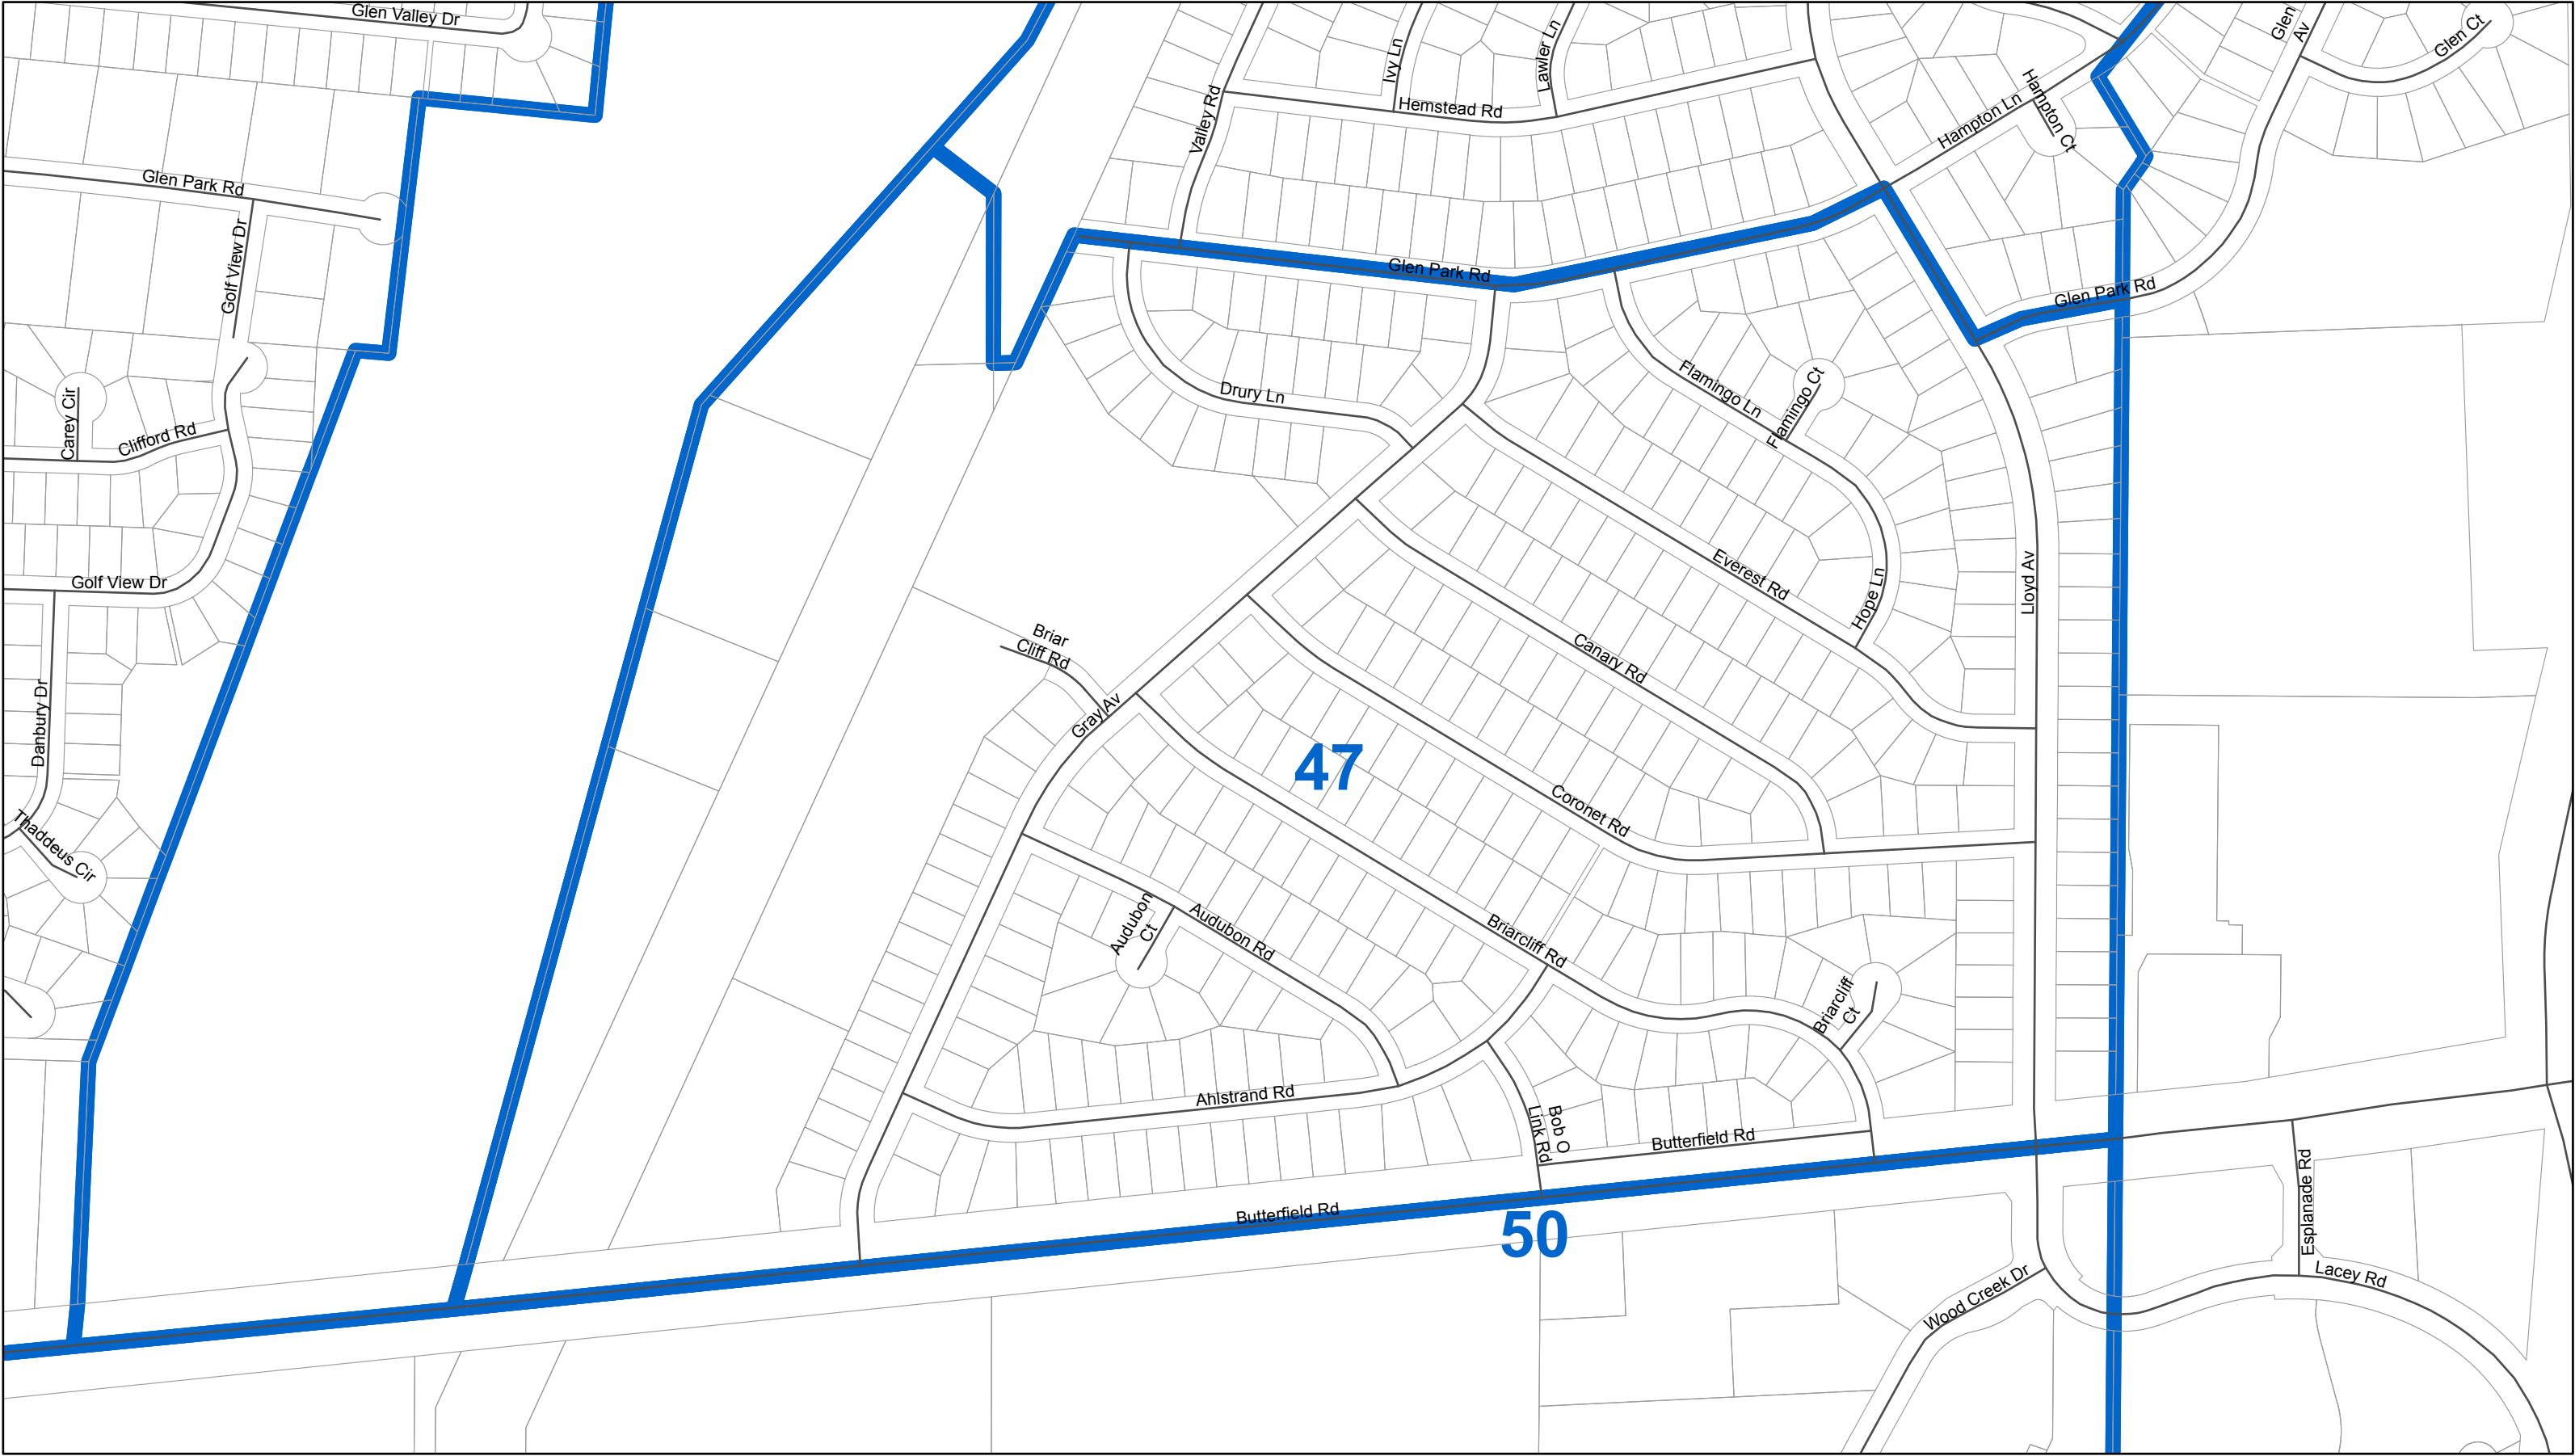 Glen Valley Dr
Ivy Ln
Lawler Ln
Glen
Av
Glen Ct
Valley Rd
Hemstead Rd
Hampton Ln
Hampton Ct
Glen Park Rd
Golf View Dr
Glen Park Rd
Glen Park Rd
Carey Cir
Clifford Rd
Drury Ln
Flamingo Ln
Flamingo Ct
Golf View Dr
Everest Rd
Hope Ln
Lloyd Av
Briar
Cliff Rd
Canary Rd
Danbury Dr
Gray Av
47
Coronet Rd
Thaddeus Cir
Audubon
Ct
Audubon Rd
Briarcliff Rd
Briarcliff
Ct
Ahlstrand Rd
Bob O
Link Rd
Butterfield Rd
Butterfield Rd
50
Esplanade Rd
Wood Creek Dr
Lacey Rd